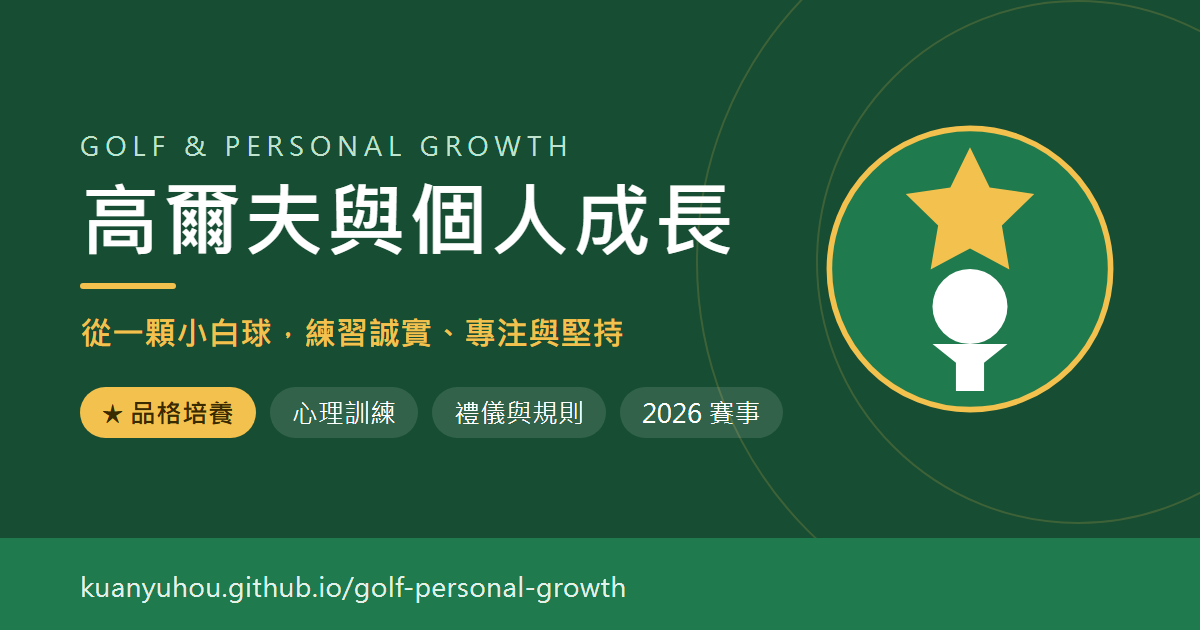 GOLF & PERSONAL GROWTH
高爾夫與個人成長
從一顆小白球，練習誠實、專注與堅持
★ 品格培養 心理訓練 禮儀與規則 2026 賽事
kuanyuhou.github.io/golf-personal-growth